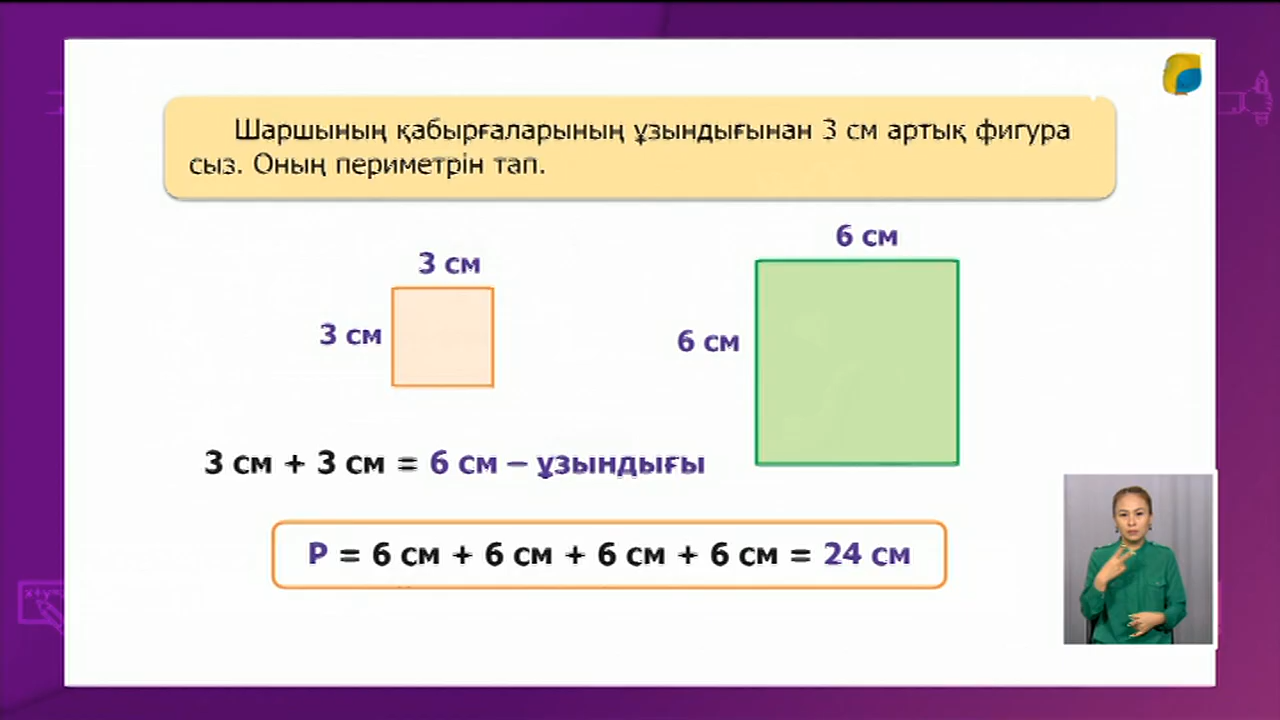 Шаршының қабырғаларының ұзындығынан 3 см артық фигура
сыз. Оның периметрін тап.
6 см
3 см
3 см
6 см
3 см + 3 см = 6 см – ұзындығы
P = 6 см + 6 см + 6 см + 6 см = 24 см
x+y=